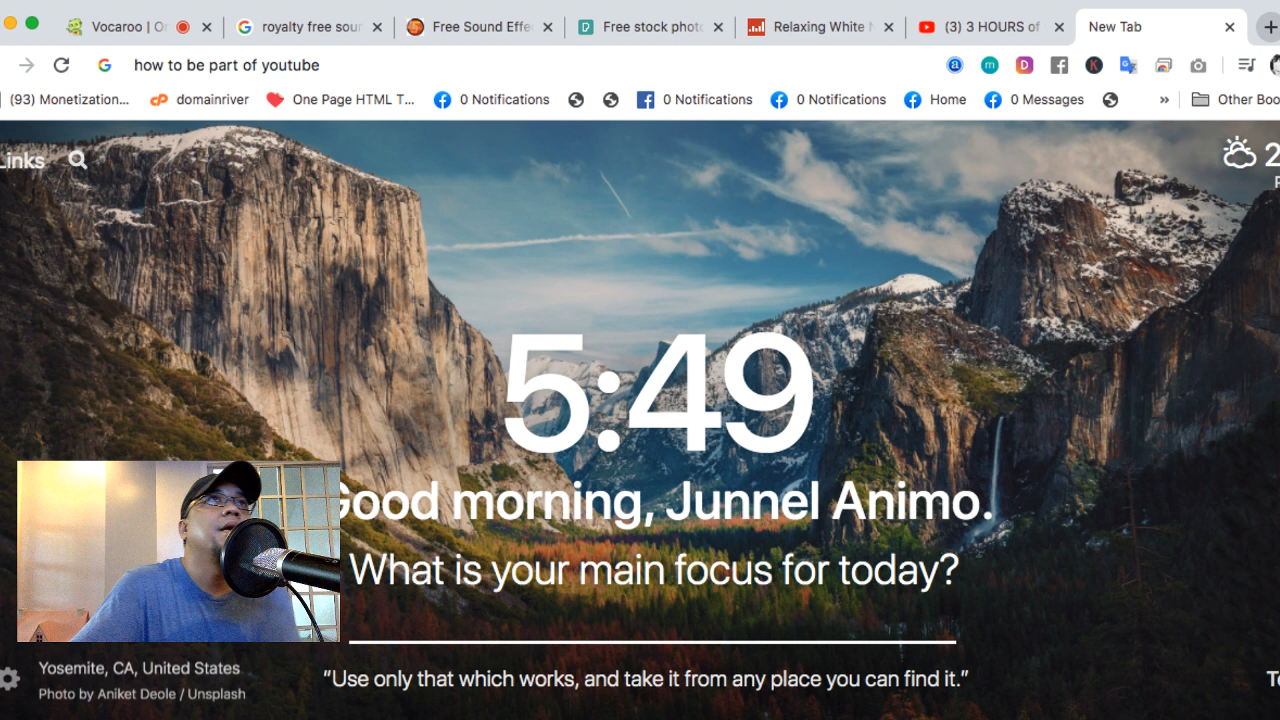 Vocaroo | On
royalty free sour
Free Sound Effe
Free stock photo
Relaxing White N
(3) 3 HOURS of
New Tab
how to be part of youtube
(93) Monetization...
domainriver
One Page HTML T...
0 Notifications
0 Notifications
0 Notifications
Home
0 Messages
»
Other Boo
Links
2
5:49
Good morning, Junnel Animo.
What is your main focus for today?
Yosemite, CA, United States
Photo by Aniket Deole / Unsplash
"Use only that which works, and take it from any place you can find it."